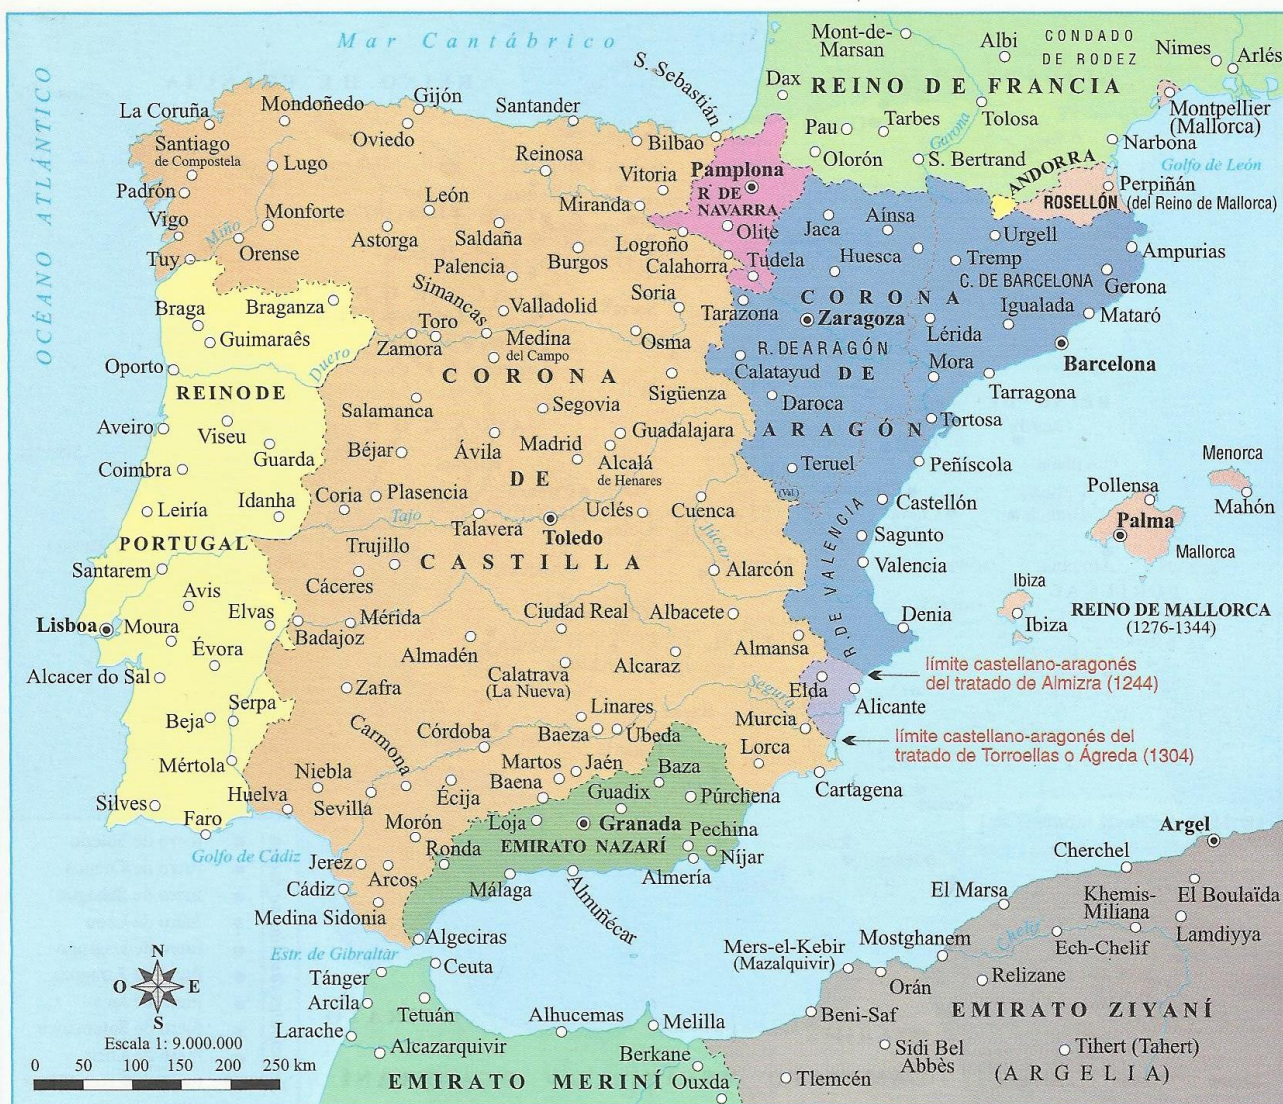 Mar Cantábrico
OCÉANO ATLÁNTICO
Mont-de-
Marsan
Albi
CONDADO
DE RODEZ
Nimes
Arlés
Dax
REINO DE FRANCIA
Montpellier
(Mallorca)
S. Sebastián
Pau
Tarbes
Garona
Tolosa
Narbona
Olorón
S. Bertrand
ANDORRA
Golfo de León
ROSELLÓN
Perpiñán
(del Reino de Mallorca)
La Coruña
Mondoñedo
Gijón
Santander
Santiago
de Compostela
Oviedo
Bilbao
Lugo
Reinosa
Vitoria
Pamplona
R. DE
NAVARRA
Padrón
León
Miranda
Olite
Vigo
Monforte
Miño
Astorga
Saldaña
Logroño
Tuy
Orense
Burgos
Calahorra
Tudela
Palencia
Simancas
Soria
Tarazona
Jaca
Aínsa
Huesca
Urgell
Tremp
Ampurias
C. DE BARCELONA
Gerona
CORONA
Igualada
Zaragoza
Lérida
Mataró
R. DE ARAGÓN
Mora
Barcelona
Calatayud
DE
Tarragona
Daroca
ARAGÓN
Tortosa
Teruel
Peñíscola
(Val.)
Castellón
R. DE VALENCIA
Sagunto
Valencia
Denia
Braga
Braganza
Guimaraês
Valladolid
Zamora
Toro
Medina
del Campo
Osma
Duero
Oporto
CORONA
REINO DE
Sigüenza
Salamanca
Segovia
Aveiro
Viseu
Guarda
Béjar
Ávila
Madrid
Guadalajara
Alcalá
de Henares
Coimbra
DE
Idanha
Coria
Plasencia
Leiría
Tajo
Talavera
Uclés
Cuenca
PORTUGAL
Toledo
Júcar
Trujillo
CASTILLA
Santarem
Cáceres
Alarcón
Avis
Elvas
Mérida
Ciudad Real
Albacete
Lisboa
Moura
Badajoz
Évora
Almadén
Almansa
Alcacer do Sal
Calatrava
(La Nueva)
Alcaraz
Zafra
Segura
Elda
Alicante
Beja
Serpa
Linares
Murcia
Carmona
Córdoba
Baeza
Úbeda
Lorca
Mértola
Niebla
Martos
Jaén
Baza
Cartagena
Silves
Huelva
Sevilla
Écija
Baena
Guadix
Púrchena
Faro
Morón
Loja
Granada
Pechina
Golfo de Cádiz
Ronda
EMIRATO NAZARÍ
Níjar
Jerez
Arcos
Málaga
Almuñécar
Almería
Cádiz
Medina Sidonia
Algeciras
Estr. de Gibraltar
Menorca
Pollensa
Mahón
Palma
Mallorca
Ibiza
Ibiza
REINO DE MALLORCA
(1276-1344)
límite castellano-aragonés
del tratado de Almizra (1244)
límite castellano-aragonés del
tratado de Torroellas o Ágreda (1304)
Tánger
Ceuta
Arcila
Tetuán
Larache
Alhucemas
Melilla
Alcazarquivir
Berkane
EMIRATO MERINÍ
Ouxda
Argel
Cherchel
El Marsa
Khemis-
Miliana
El Boulaïda
Mers-el-Kebir
(Mazalquivir)
Mostghanem
Chelif
Ech-Chelif
Lamdiyya
Orán
Relizane
Beni-Saf
EMIRATO ZIYANÍ
Sidi Bel
Abbès
Tihert (Tahert)
Tlemcén
(ARGELIA)
N
O
E
S
Escala 1: 9.000.000
0 50 100 150 200 250 km